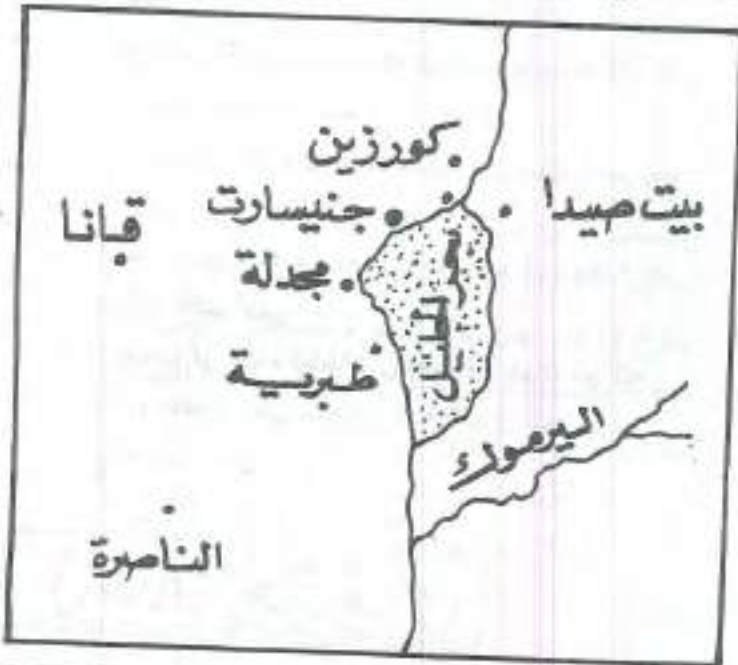 كورزين
بيت صيدا
جنيسارت
قانا
مجدلة
بحر الجليل
طبرية
اليرموك
الناصرة